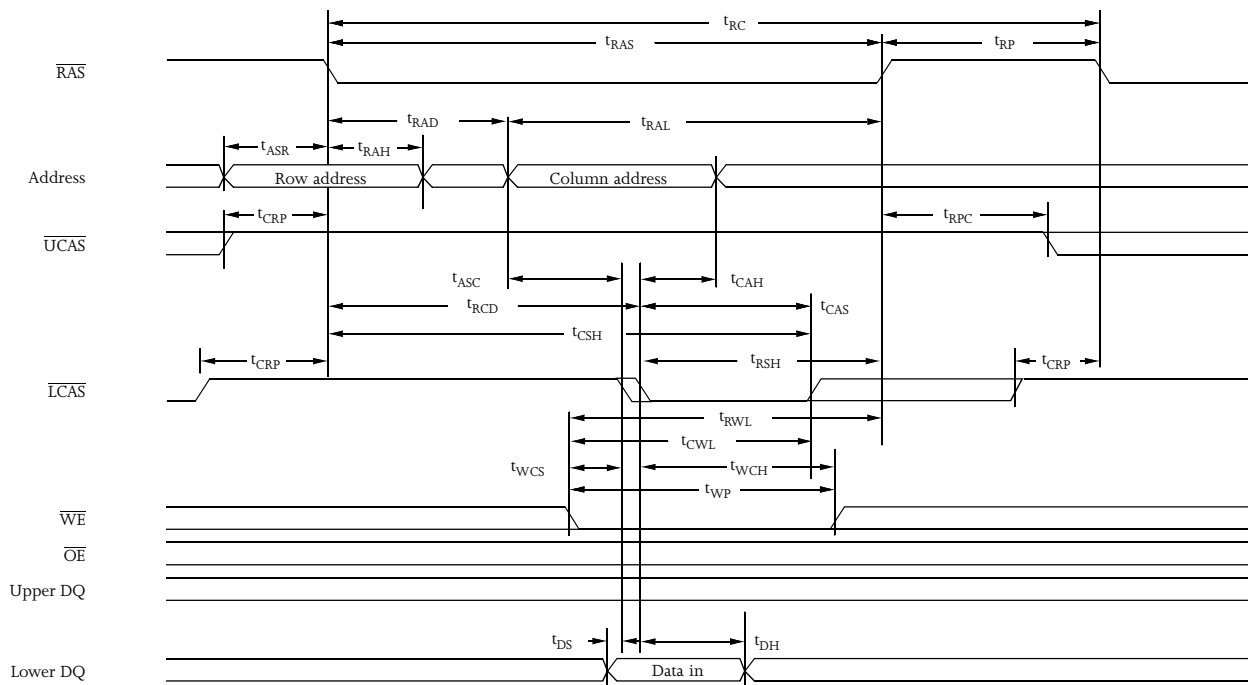 tRC
tRAS
tRP
RAS
tRAD
tRAL
tASR
tRAH
Address
Row address
Column address
tCRP
tRPC
UCAS
tASC
tCAH
tRCD
tCAS
tCSH
tCRP
tRSH
tCRP
LCAS
tRWL
tCWL
tWCS
tWCH
tWP
WE
OE
Upper DQ
tDS
tDH
Lower DQ
Data in